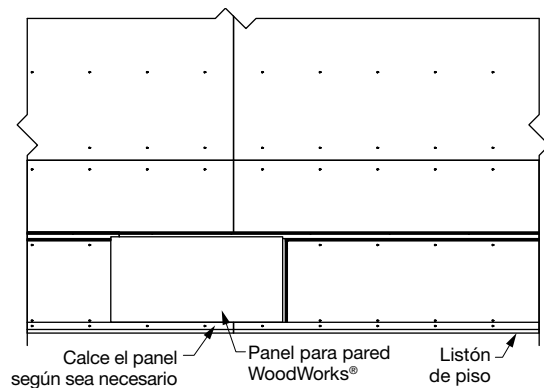 Calce el panel
según sea necesario
Panel para pared
WoodWorks®
Listón
de piso